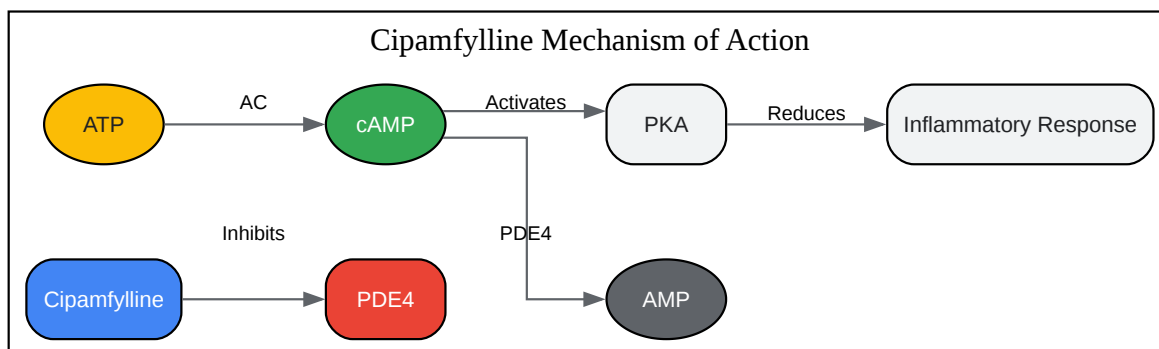 Cipamfylline Mechanism of Action
ATP
AC
cAMP
Activates
PKA
Reduces
Inflammatory Response
Cipamfylline
Inhibits
PDE4
PDE4
AMP